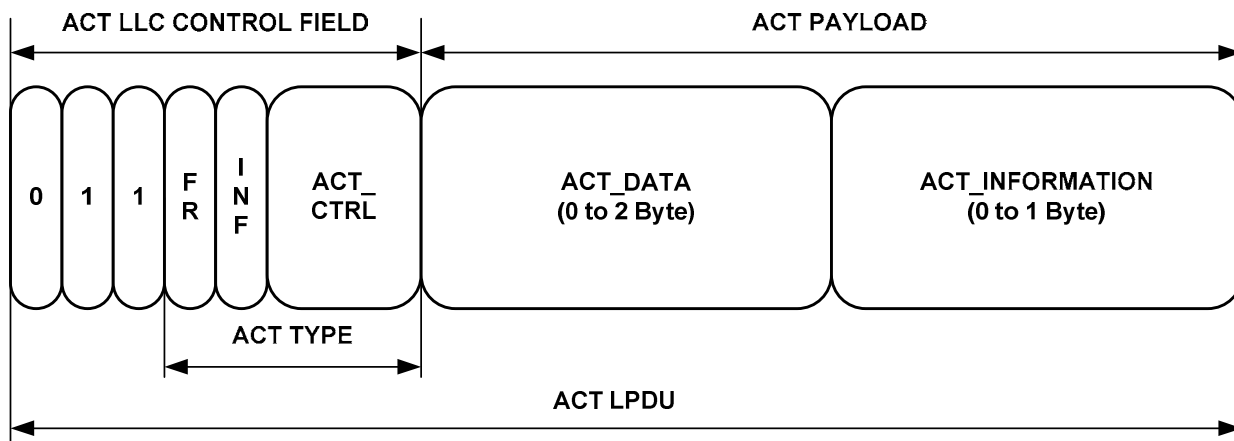 ACT LLC CONTROL FIELD
ACT PAYLOAD
0
1
1
F
R
I
N
F
ACT_
CTRL
ACT_DATA
(0 to 2 Byte)
ACT_INFORMATION
(0 to 1 Byte)
ACT TYPE
ACT LPDU